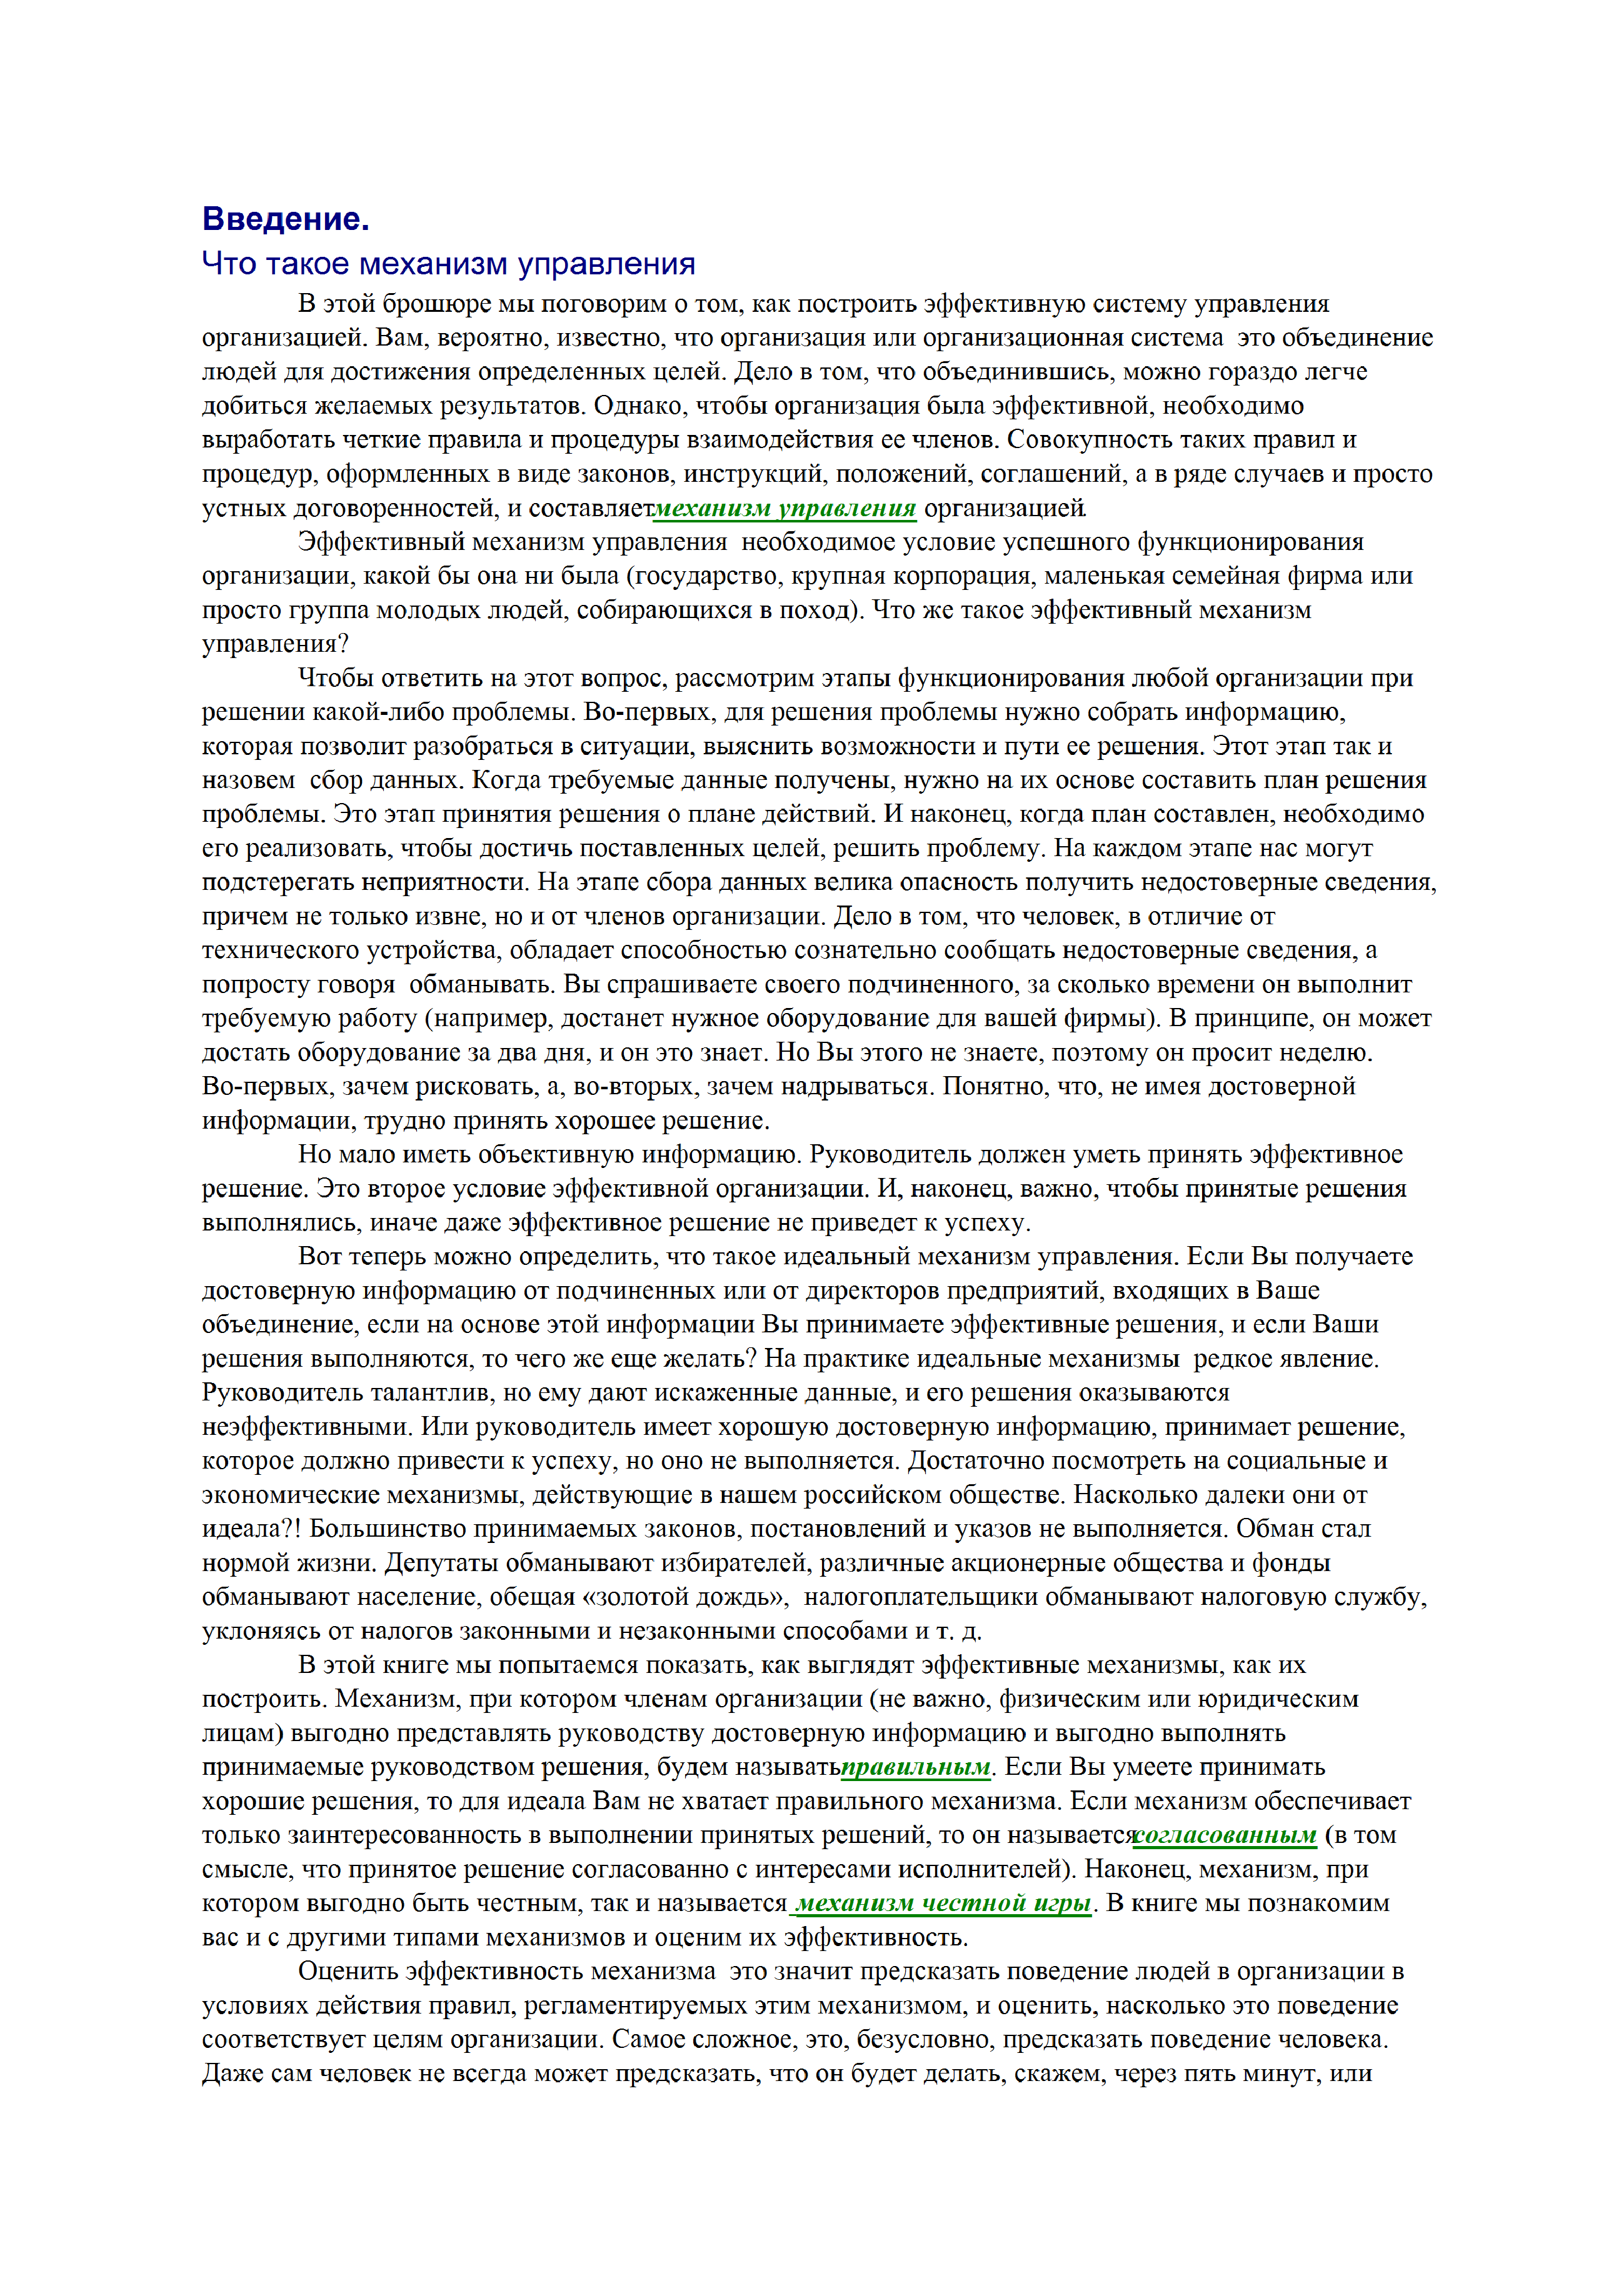 Введение.
Что такое механизм управления
В этой брошюре мы поговорим о том, как построить эффективную систему управления
организацией. Вам, вероятно, известно, что организация или организационная система  это объединение
людей для достижения определенных целей. Дело в том, что объединившись, можно гораздо легче
добиться желаемых результатов. Однако, чтобы организация была эффективной, необходимо
выработать четкие правила и процедуры взаимодействия ее членов. Совокупность таких правил и
процедур, оформленных в виде законов, инструкций, положений, соглашений, а в ряде случаев и просто
устных договоренностей, и составляет механизм управления организацией.
Эффективный механизм управления  необходимое условие успешного функционирования
организации, какой бы она ни была (государство, крупная корпорация, маленькая семейная фирма или
просто группа молодых людей, собирающихся в поход). Что же такое эффективный механизм
управления?
Чтобы ответить на этот вопрос, рассмотрим этапы функционирования любой организации при
решении какой-либо проблемы. Во-первых, для решения проблемы нужно собрать информацию,
которая позволит разобраться в ситуации, выяснить возможности и пути ее решения. Этот этап так и
назовем  сбор данных. Когда требуемые данные получены, нужно на их основе составить план решения
проблемы. Это этап принятия решения о плане действий. И наконец, когда план составлен, необходимо
его реализовать, чтобы достичь поставленных целей, решить проблему. На каждом этапе нас могут
подстерегать неприятности. На этапе сбора данных велика опасность получить недостоверные сведения,
причем не только извне, но и от членов организации. Дело в том, что человек, в отличие от
технического устройства, обладает способностью сознательно сообщать недостоверные сведения, а
попросту говоря  обманывать. Вы спрашиваете своего подчиненного, за сколько времени он выполнит
требуемую работу (например, достанет нужное оборудование для вашей фирмы). В принципе, он может
достать оборудование за два дня, и он это знает. Но Вы этого не знаете, поэтому он просит неделю.
Во-первых, зачем рисковать, а, во-вторых, зачем надрываться. Понятно, что, не имея достоверной
информации, трудно принять хорошее решение.
Но мало иметь объективную информацию. Руководитель должен уметь принять эффективное
решение. Это второе условие эффективной организации. И, наконец, важно, чтобы принятые решения
выполнялись, иначе даже эффективное решение не приведет к успеху.
Вот теперь можно определить, что такое идеальный механизм управления. Если Вы получаете
достоверную информацию от подчиненных или от директоров предприятий, входящих в Ваше
объединение, если на основе этой информации Вы принимаете эффективные решения, и если Ваши
решения выполняются, то чего же еще желать? На практике идеальные механизмы  редкое явление.
Руководитель талантлив, но ему дают искаженные данные, и его решения оказываются
неэффективными. Или руководитель имеет хорошую достоверную информацию, принимает решение,
которое должно привести к успеху, но оно не выполняется. Достаточно посмотреть на социальные и
экономические механизмы, действующие в нашем российском обществе. Насколько далеки они от
идеала?! Большинство принимаемых законов, постановлений и указов не выполняется. Обман стал
нормой жизни. Депутаты обманывают избирателей, различные акционерные общества и фонды
обманывают население, обещая «золотой дождь»,  налогоплательщики обманывают налоговую службу,
уклоняясь от налогов законными и незаконными способами и т. д.
В этой книге мы попытаемся показать, как выглядят эффективные механизмы, как их
построить. Механизм, при котором членам организации (не важно, физическим или юридическим
лицам) выгодно представлять руководству достоверную информацию и выгодно выполнять
принимаемые руководством решения, будем называть правильным. Если Вы умеете принимать
хорошие решения, то для идеала Вам не хватает правильного механизма. Если механизм обеспечивает
только заинтересованность в выполнении принятых решений, то он называется согласованным (в том
смысле, что принятое решение согласованно с интересами исполнителей). Наконец, механизм, при
котором выгодно быть честным, так и называется механизм честной игры. В книге мы познакомим
вас и с другими типами механизмов и оценим их эффективность.
Оценить эффективность механизма  это значит предсказать поведение людей в организации в
условиях действия правил, регламентируемых этим механизмом, и оценить, насколько это поведение
соответствует целям организации. Самое сложное, это, безусловно, предсказать поведение человека.
Даже сам человек не всегда может предсказать, что он будет делать, скажем, через пять минут, или